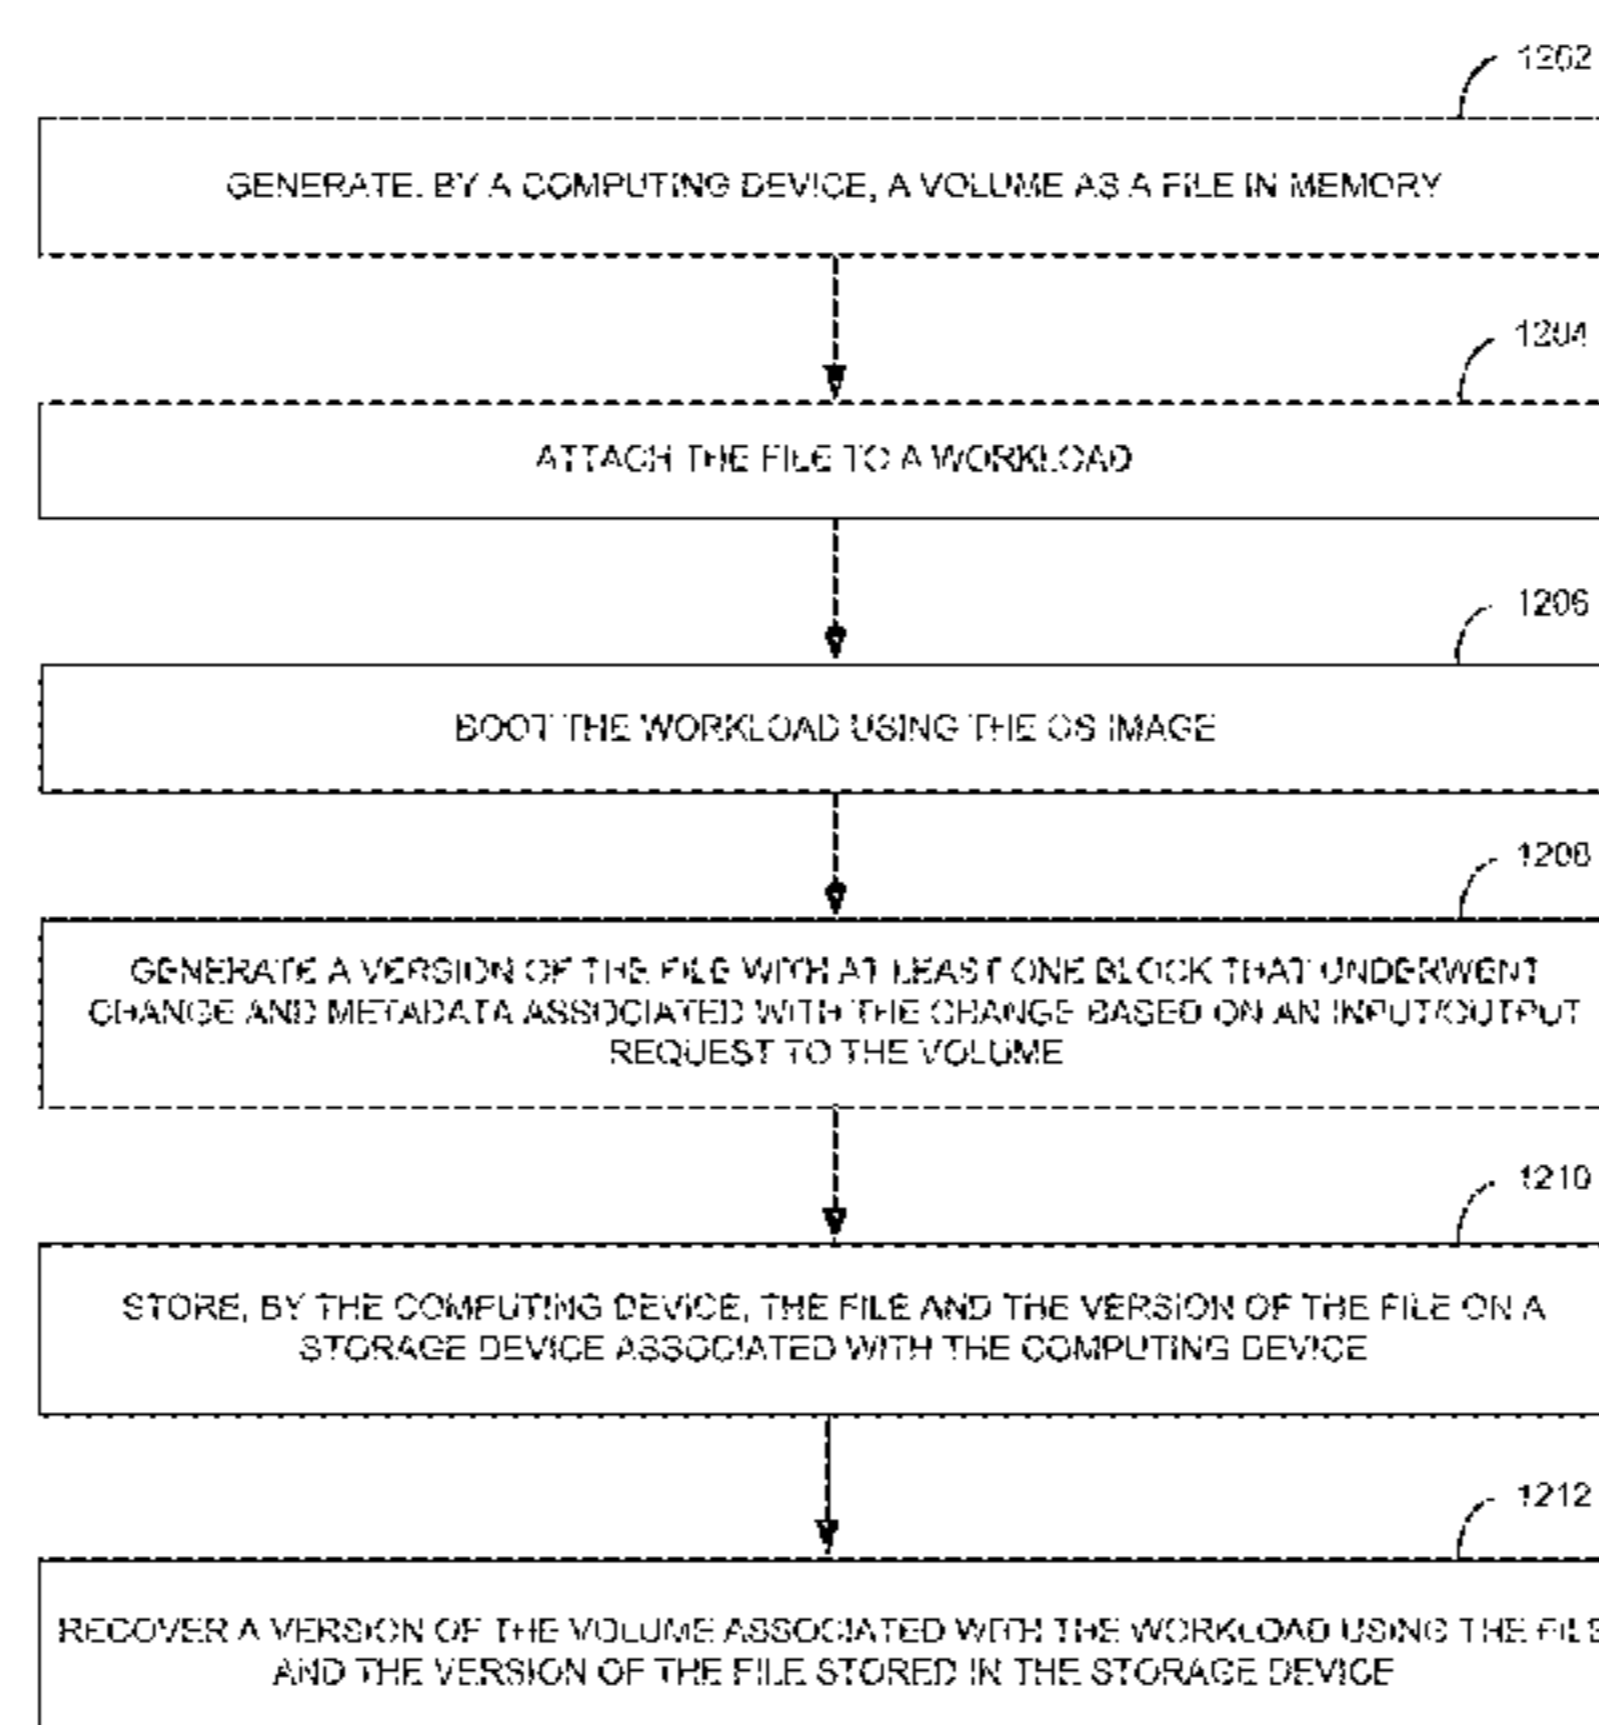 1202
GENERATE, BY A COMPUTING DEVICE, A VOLUME AS A FILE IN MEMORY
1204
ATTACH THE FILE TO A WORKLOAD
1206
BOOT THE WORKLOAD USING THE OS IMAGE
1208
GENERATE A VERSION OF THE FILE WITH AT LEAST ONE BLOCK THAT UNDERWENT
CHANGE AND METADATA ASSOCIATED WITH THE CHANGE BASED ON AN INPUT/OUTPUT
REQUEST TO THE VOLUME
1210
STORE, BY THE COMPUTING DEVICE, THE FILE AND THE VERSION OF THE FILE ON A
STORAGE DEVICE ASSOCIATED WITH THE COMPUTING DEVICE
1212
RECOVER A VERSION OF THE VOLUME ASSOCIATED WITH THE WORKLOAD USING THE FILE
AND THE VERSION OF THE FILE STORED IN THE STORAGE DEVICE